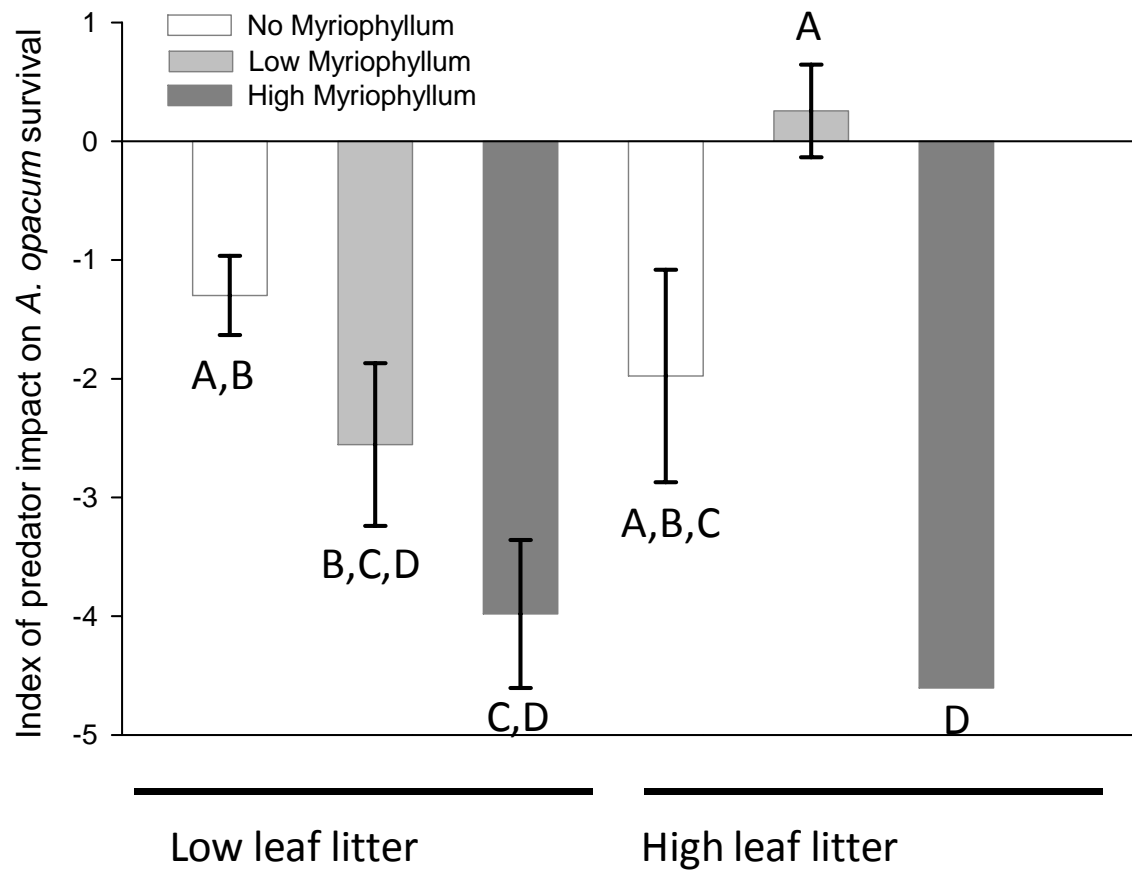 Index of predator impact on A. opacum survival
1
0
-1
-2
-3
-4
-5
No Myriophyllum
Low Myriophyllum
High Myriophyllum
A,B
B,C,D
C,D
A,B,C
A
D
Low leaf litter
High leaf litter